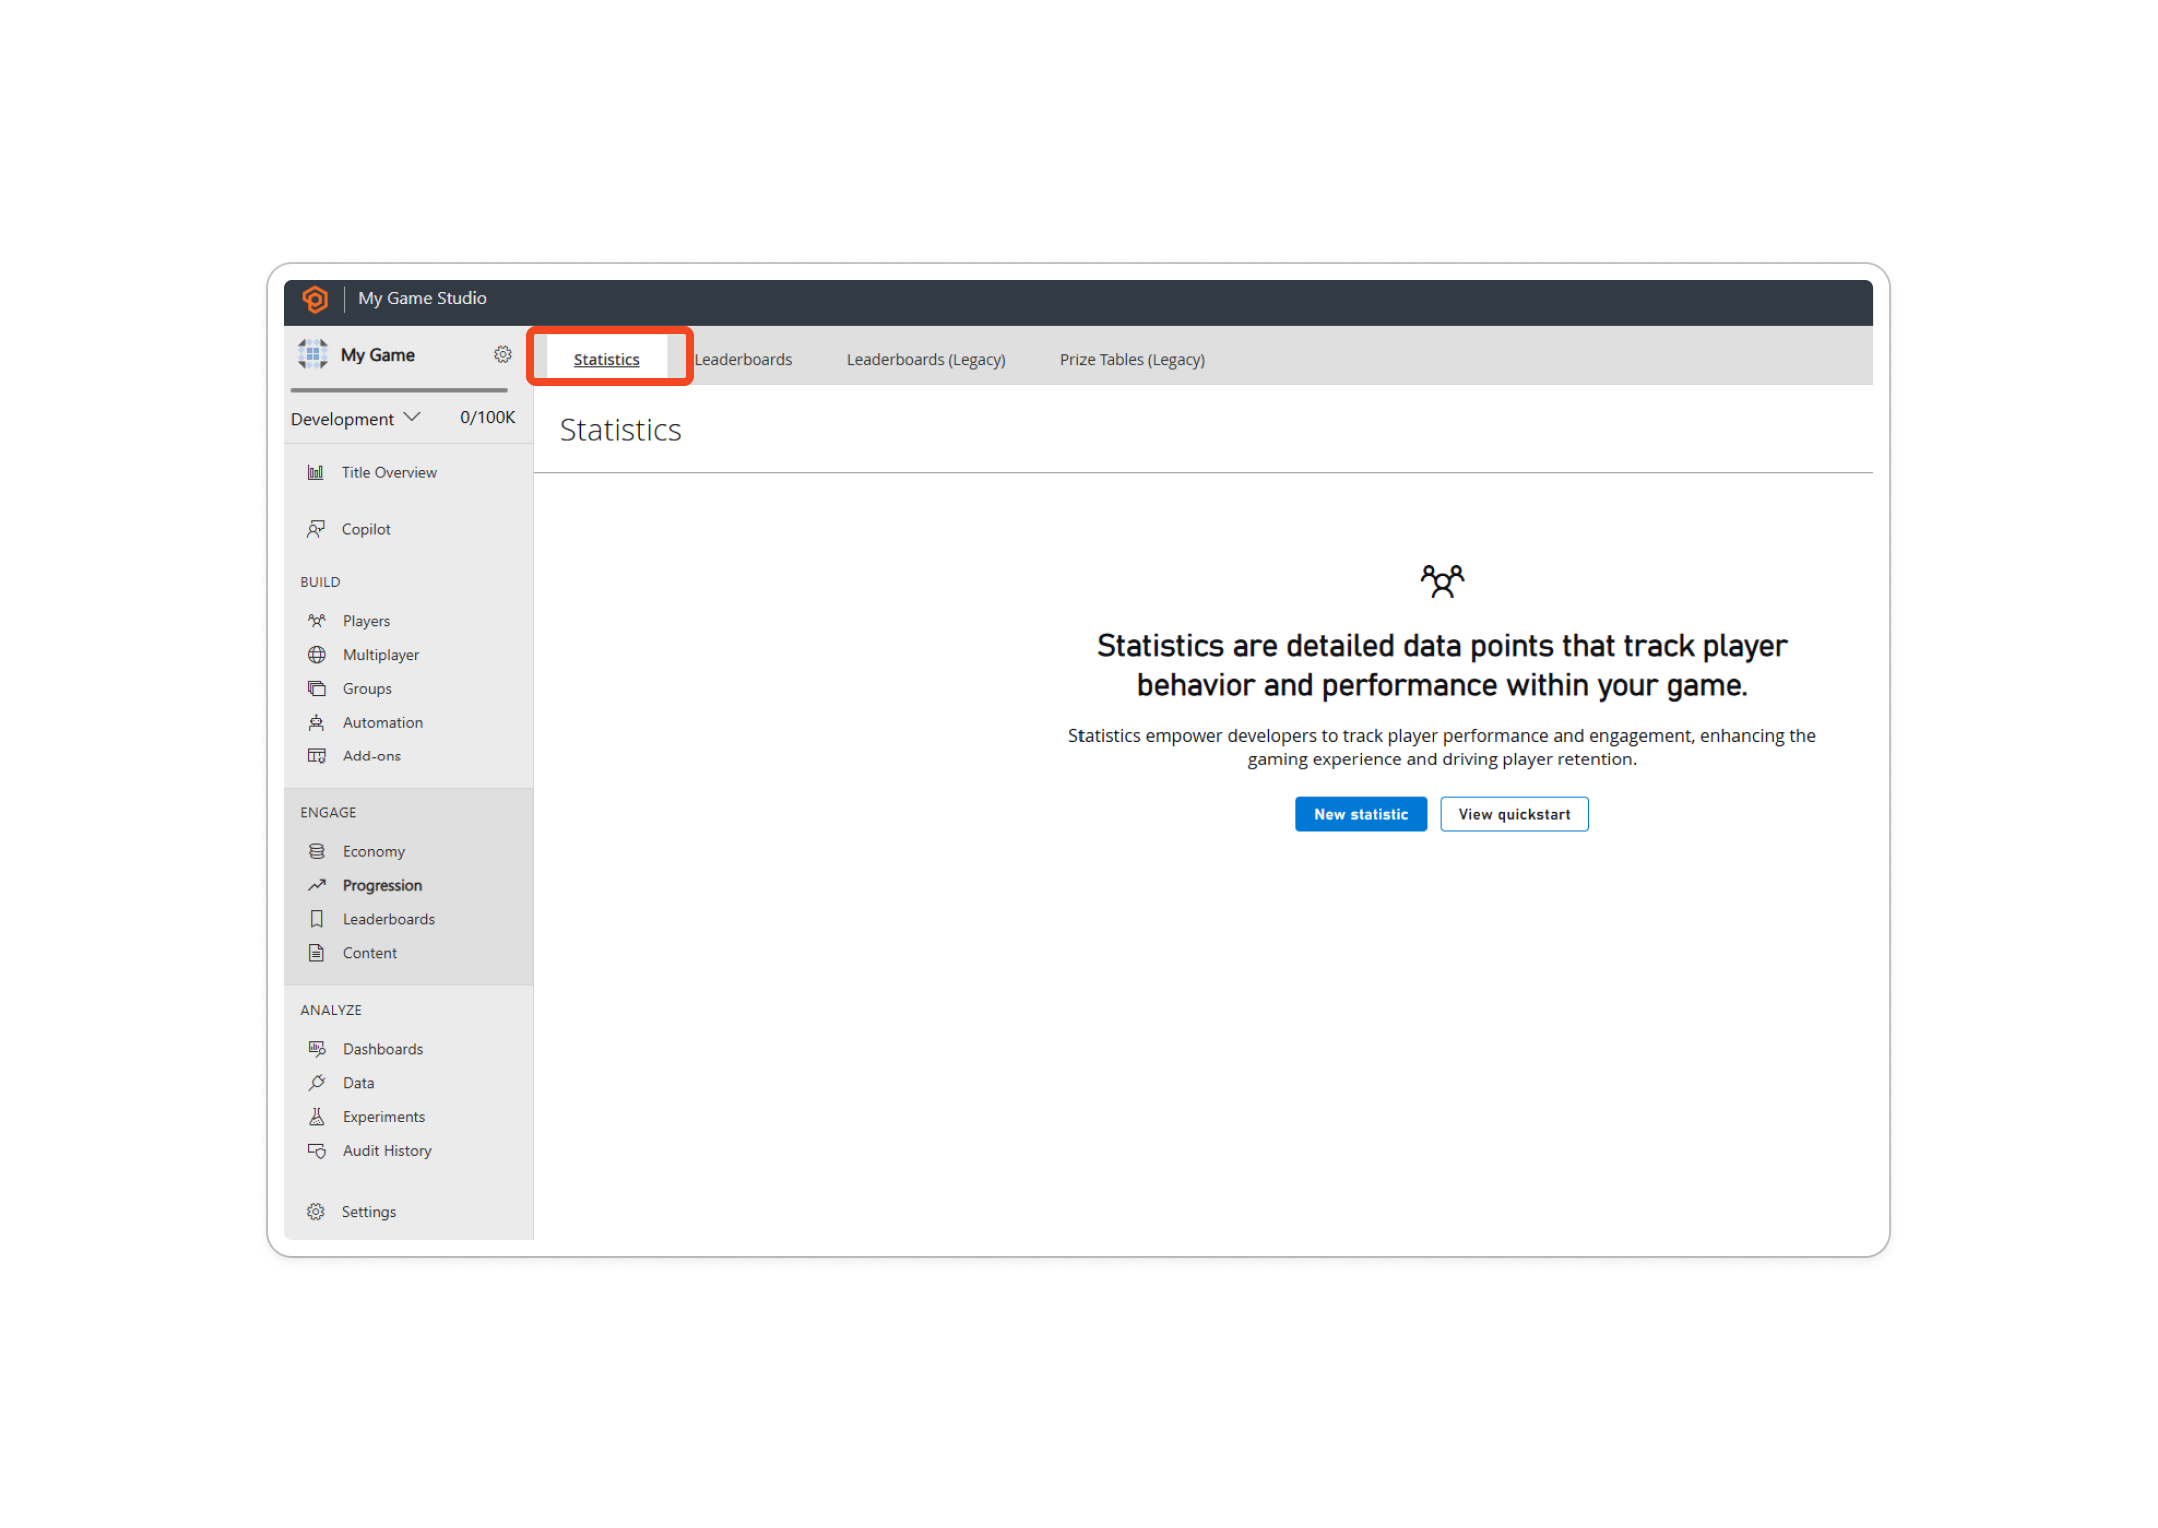 My Game Studio
My Game
Statistics
Leaderboards
Leaderboards (Legacy)
Prize Tables (Legacy)
Development
0/100K
Statistics
Title Overview
Copilot
BUILD
Players
Multiplayer
Groups
Automation
Add-ons
ENGAGE
Economy
Progression
Leaderboards
Content
ANALYZE
Dashboards
Data
Experiments
Audit History
Settings
Statistics are detailed data points that track player
behavior and performance within your game.
Statistics empower developers to track player performance and engagement, enhancing the
gaming experience and driving player retention.
New statistic
View quickstart